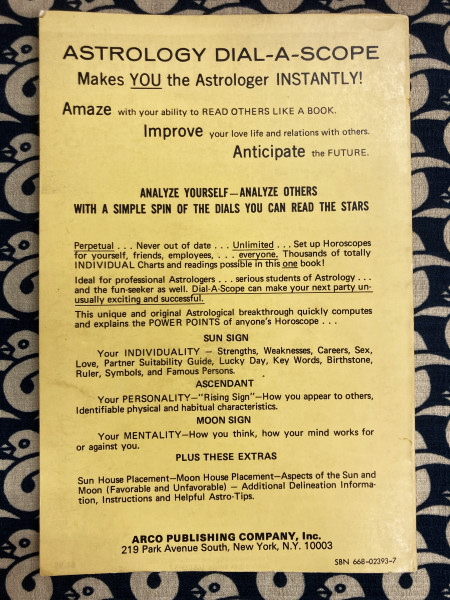 ASTROLOGY DIAL-A-SCOPE
Makes YOU the Astrologer INSTANTLY!
Amaze with your ability to READ OTHERS LIKE A BOOK.
Improve your love life and relations with others.
Anticipate the FUTURE.
ANALYZE YOURSELF—ANALYZE OTHERS
WITH A SIMPLE SPIN OF THE DIALS YOU CAN READ THE STARS
Perpetual . . . Never out of date . . . Unlimited . . . Set up Horoscopes
for yourself, friends, employees, . . . everyone. Thousands of totally
INDIVIDUAL Charts and readings possible in this one book!
Ideal for professional Astrologers . . . serious students of Astrology . . .
and the fun-seeker as well. Dial-A-Scope can make your next party un-
usually exciting and successful.
This unique and original Astrological breakthrough quickly computes
and explains the POWER POINTS of anyone's Horoscope . . .
SUN SIGN
Your INDIVIDUALITY — Strengths, Weaknesses, Careers, Sex,
Love, Partner Suitability Guide, Lucky Day, Key Words, Birthstone,
Ruler, Symbols, and Famous Persons.
ASCENDANT
Your PERSONALITY—"Rising Sign"—How you appear to others,
Identifiable physical and habitual characteristics.
MOON SIGN
Your MENTALITY—How you think, how your mind works for
or against you.
PLUS THESE EXTRAS
Sun House Placement—Moon House Placement—Aspects of the Sun and
Moon (Favorable and Unfavorable) — Additional Delineation Informa-
tion, Instructions and Helpful Astro-Tips.
ARCO PUBLISHING COMPANY, Inc.
219 Park Avenue South, New York, N.Y. 10003
SBN 668-02393-7